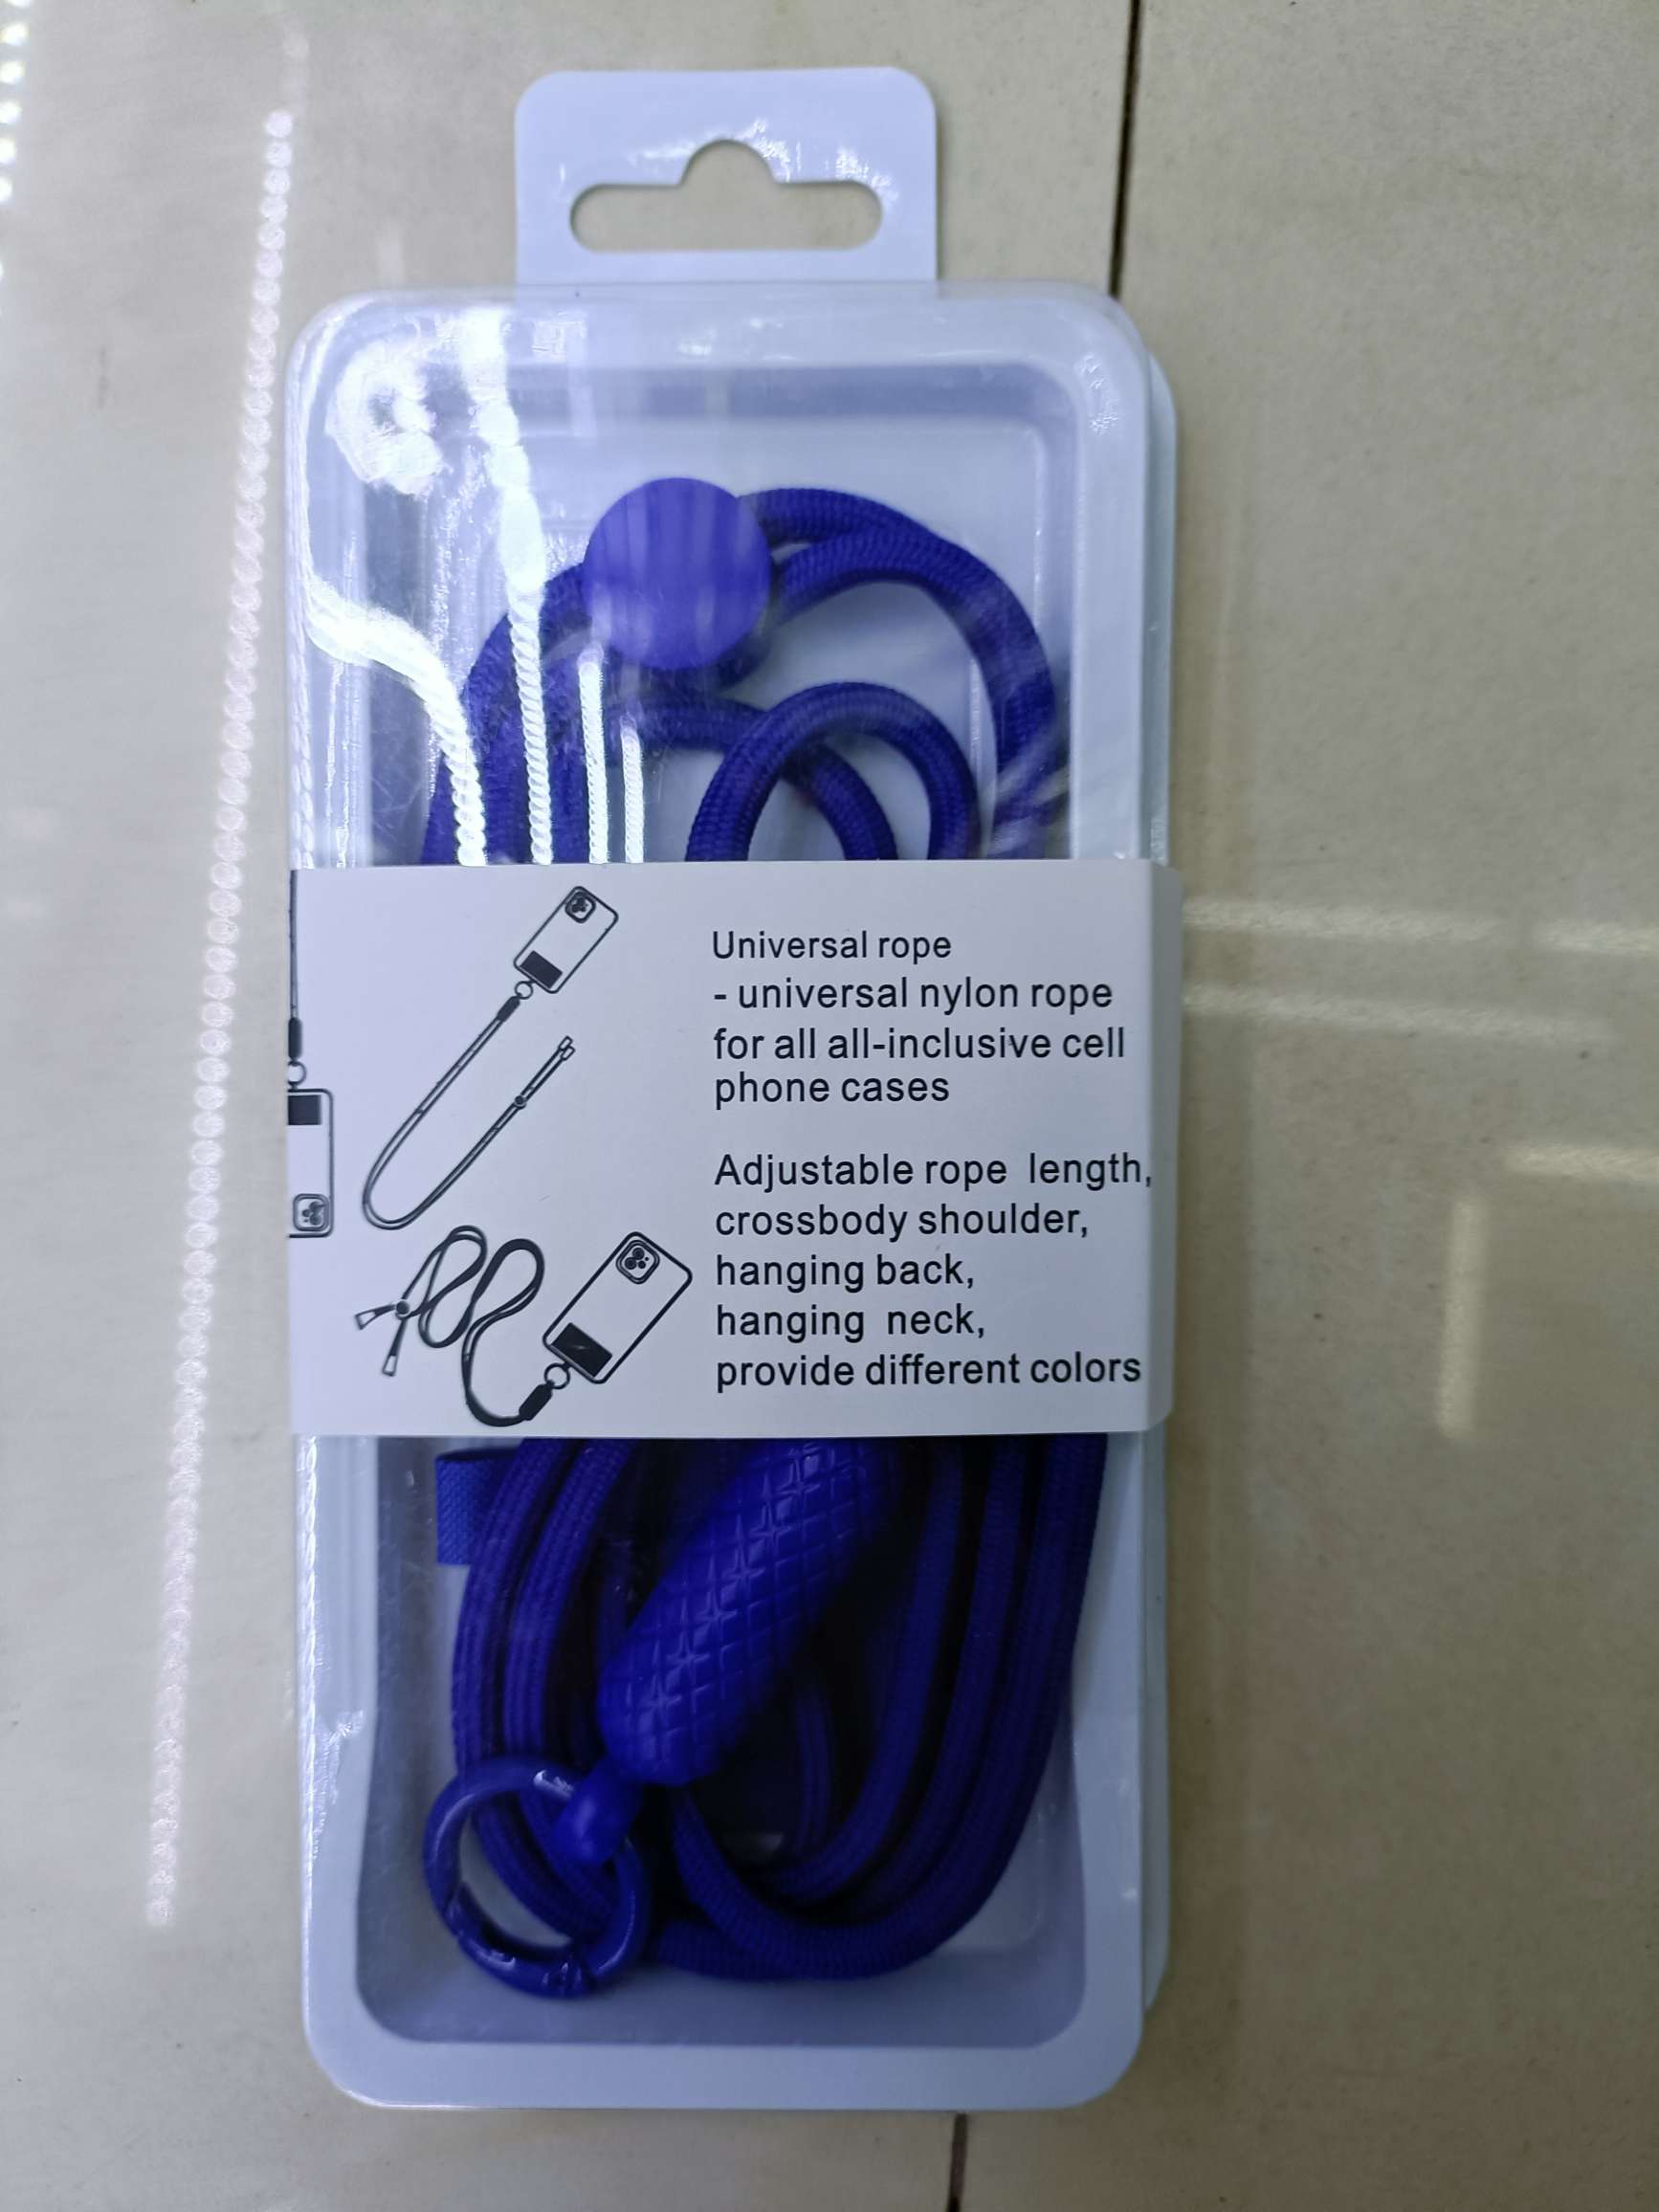 Universal rope
- universal nylon rope
for all all-inclusive cell
phone cases
Adjustable rope length,
crossbody shoulder,
hanging back,
hanging neck,
provide different colors